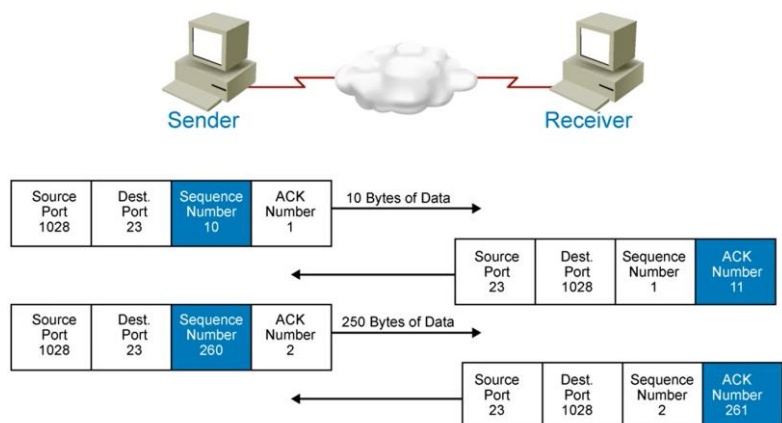 Sender
Receiver
Source
Port
1028
Dest.
Port
23
Sequence
Number
10
ACK
Number
1
10 Bytes of Data
Source
Port
23
Dest.
Port
1028
Sequence
Number
1
ACK
Number
11
Source
Port
1028
Dest.
Port
23
Sequence
Number
260
ACK
Number
2
250 Bytes of Data
Source
Port
23
Dest.
Port
1028
Sequence
Number
2
ACK
Number
261